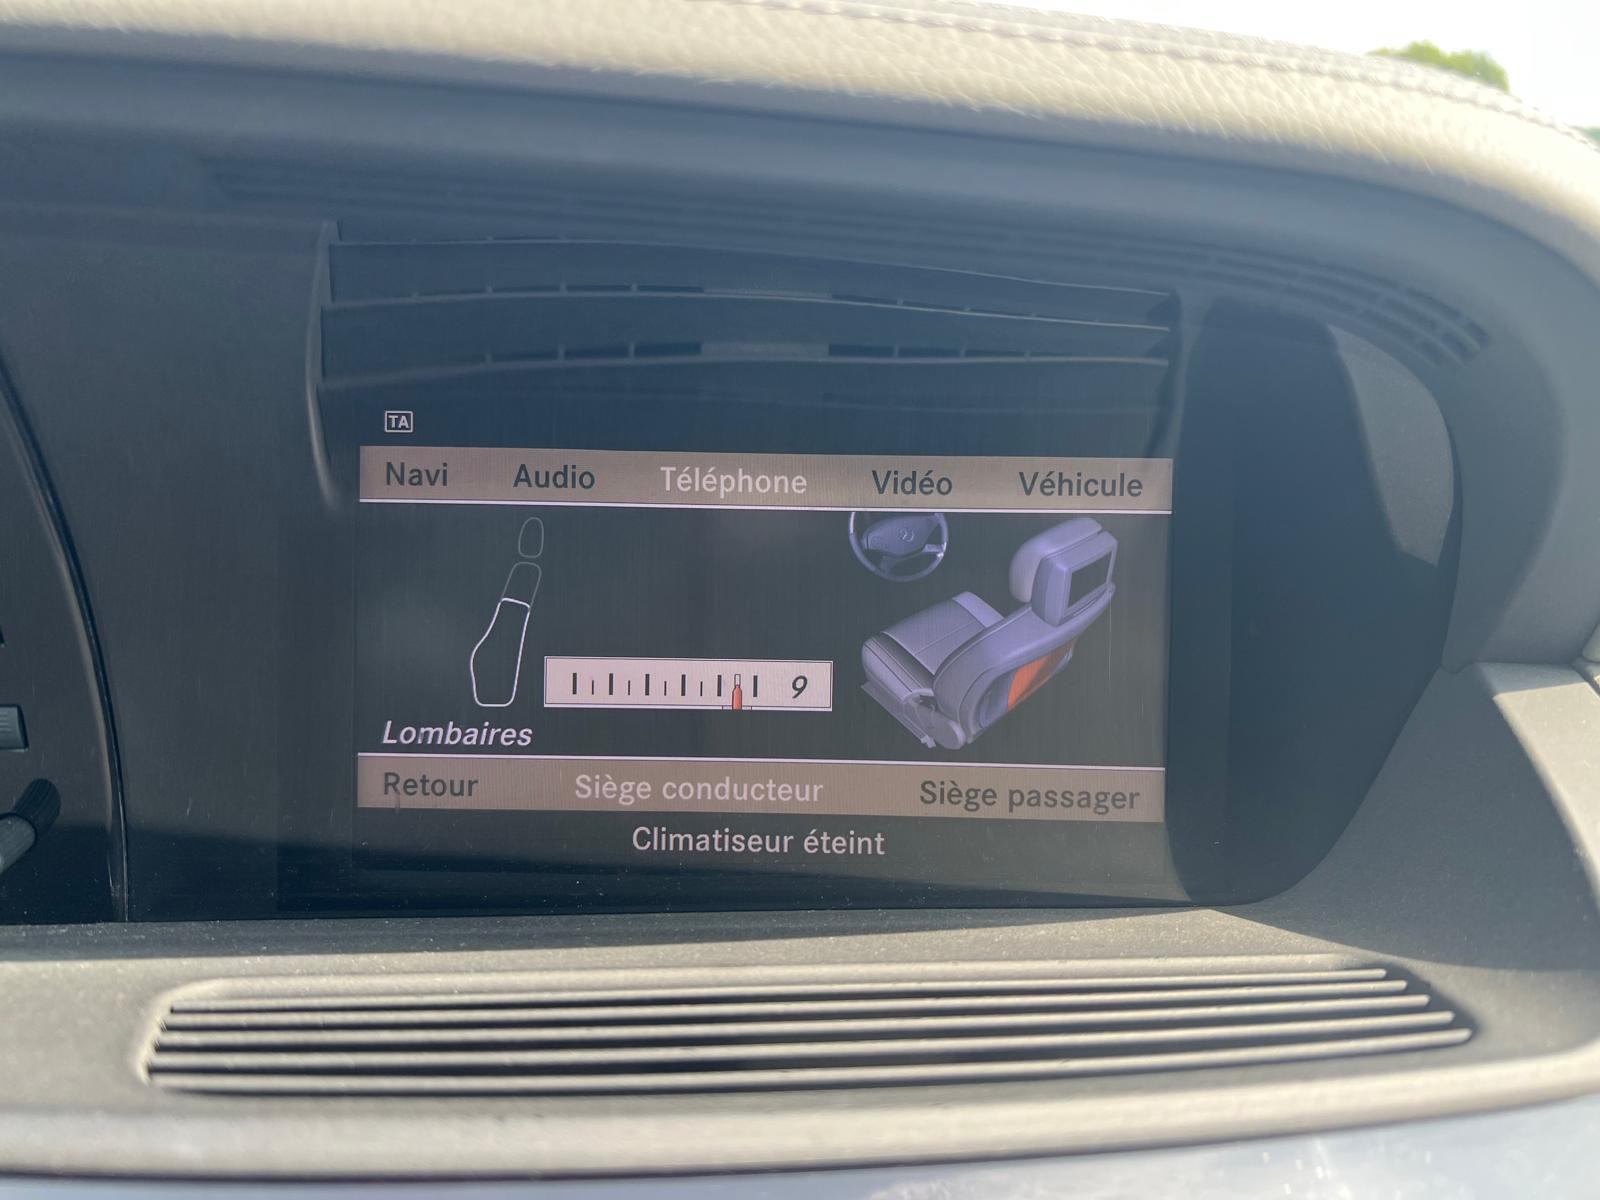 TA
Navi Audio Téléphone Vidéo Véhicule
9
Lombaires
Retour Siège conducteur Siège passager
Climatiseur éteint